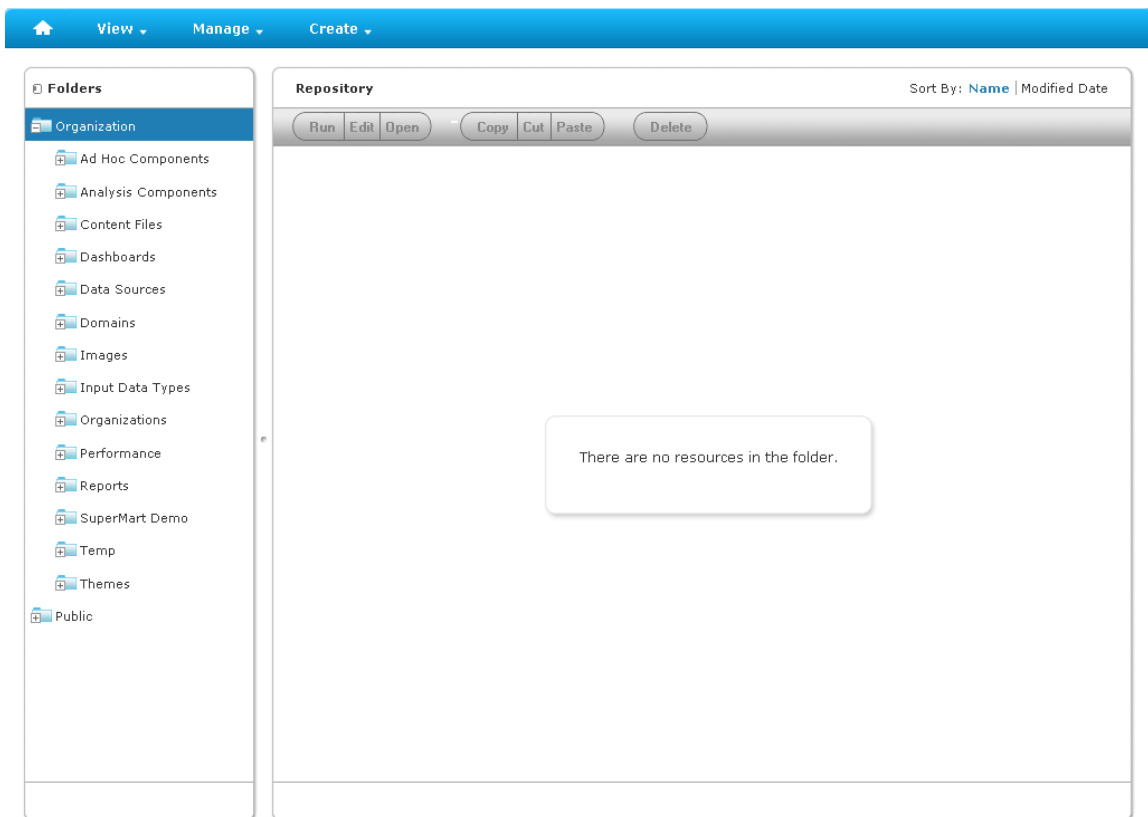 View Manage Create
Folders
Organization
Ad Hoc Components
Analysis Components
Content Files
Dashboards
Data Sources
Domains
Images
Input Data Types
Organizations
Performance
Reports
SuperMart Demo
Temp
Themes
Public
Repository Sort By: Name | Modified Date
Run Edit Open Copy Cut Paste Delete
There are no resources in the folder.